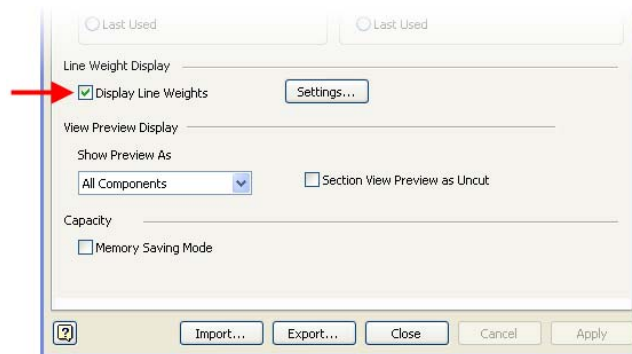 Last Used Last Used
Line Weight Display
Display Line Weights Settings...
View Preview Display
Show Preview As
All Components Section View Preview as Uncut
Capacity
Memory Saving Mode
? Import... Export... Close Cancel Apply